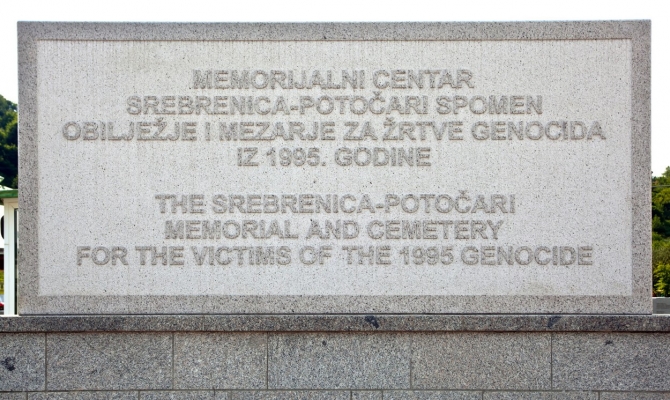 MEMORIJALNI CENTAR
SREBRENICA-POTOČARI SPOMEN
OBILJEŽJE I MEZARJE ZA ŽRTVE GENOCIDA
IZ 1995. GODINE
THE SREBRENICA-POTOČARI
MEMORIAL AND CEMETERY
FOR THE VICTIMS OF THE 1995 GENOCIDE